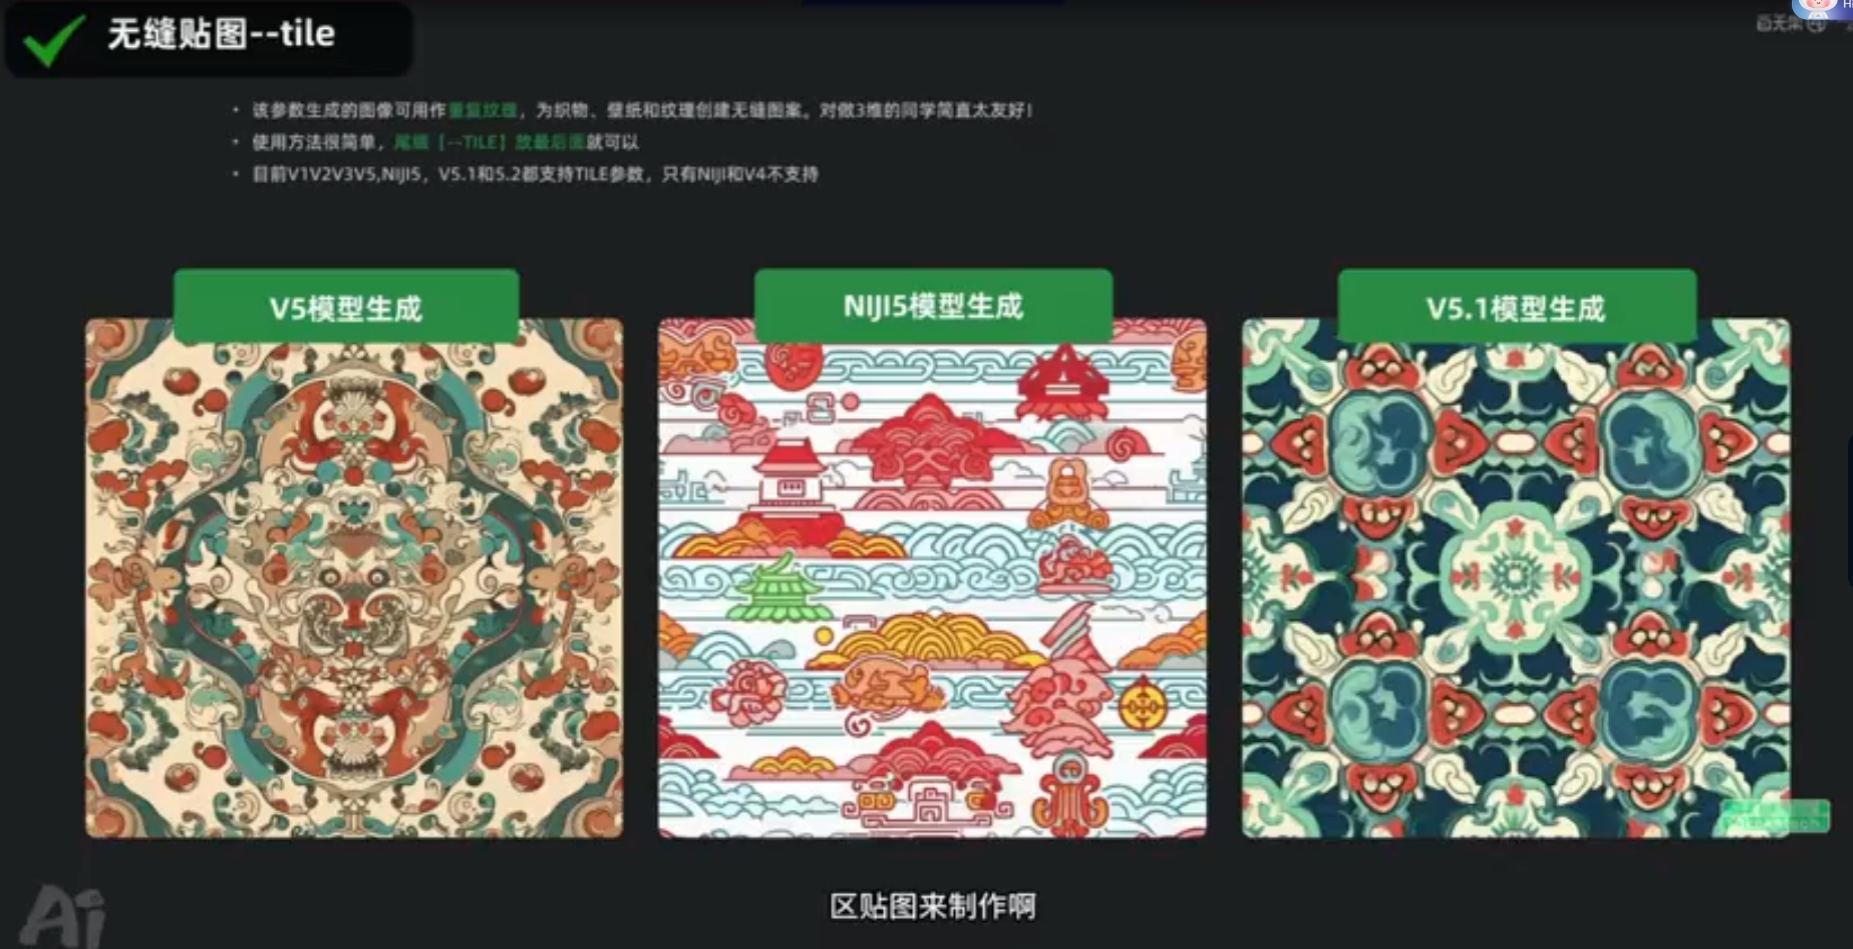 无缝贴图--tile
• 该参数生成的图像可用作重复纹理，为织物、壁纸和纹理创建无缝图案。对做3维的同学简直太友好！
• 使用方法很简单，尾缀［--TILE］放最后面就可以
• 目前V1V2V3V5,NIJI5，V5.1和5.2都支持TILE参数，只有NIJI和V4不支持
V5模型生成
NIJI5模型生成
V5.1模型生成
区贴图来制作啊
Ai